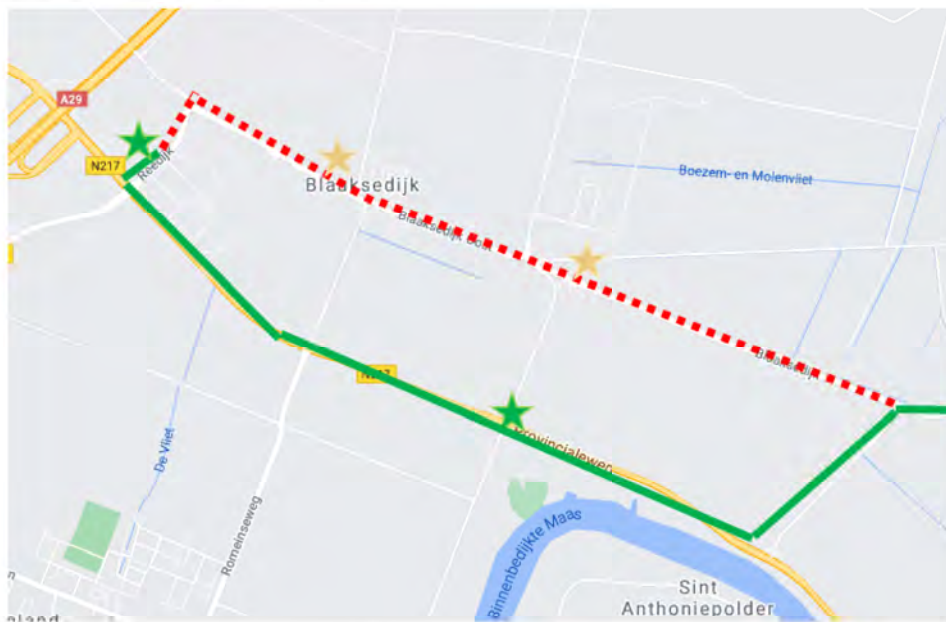 A29
N217
Reedijk
Blaaksedijk
Boezem- en Molenvliet
Blaaksedijk Oost
Blaaksedijk
Provincialeweg
De Vliet
Romeinseweg
Binnenbedijkte Maas
Sint
Anthoniepolder